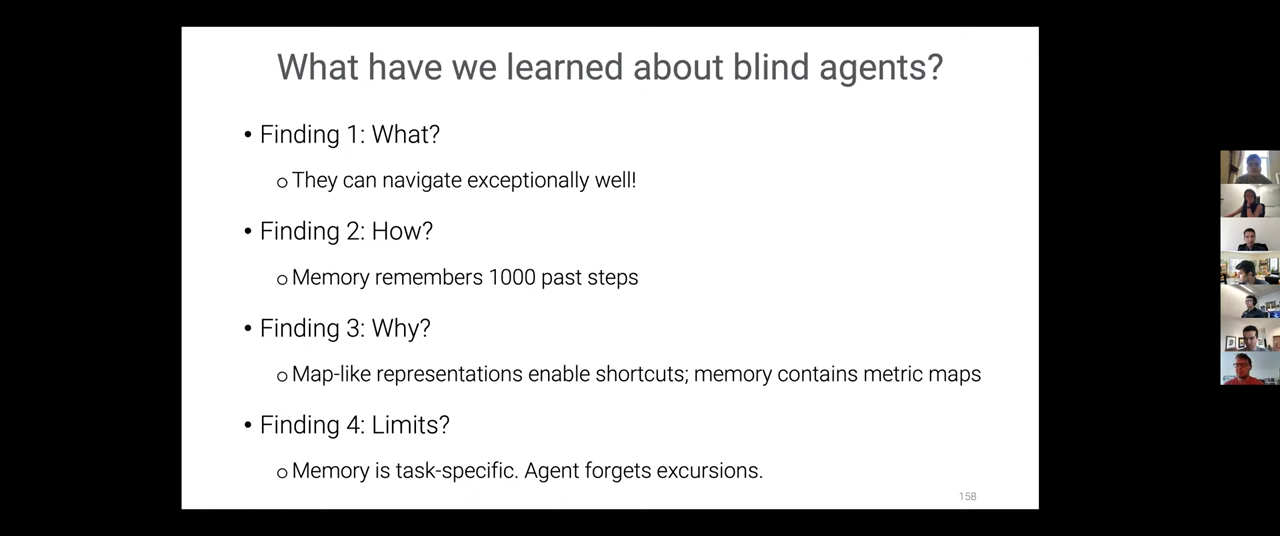 What have we learned about blind agents?
• Finding 1: What?
o They can navigate exceptionally well!
• Finding 2: How?
o Memory remembers 1000 past steps
• Finding 3: Why?
o Map-like representations enable shortcuts; memory contains metric maps
• Finding 4: Limits?
o Memory is task-specific. Agent forgets excursions.
158